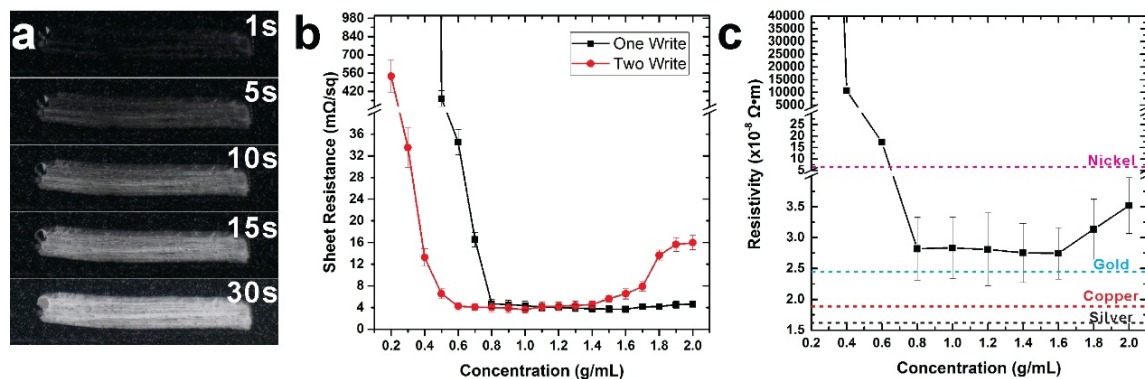 a
1s
5s
10s
15s
30s
b
980
840
700
560
420
36
32
28
24
20
16
12
8
4
0
Sheet Resistance (mΩ/sq)
One Write
Two Write
0.2 0.4 0.6 0.8 1.0 1.2 1.4 1.6 1.8 2.0
Concentration (g/mL)
c
40000
35000
30000
25000
20000
15000
10000
5000
25
20
15
10
5
3.5
3.0
2.5
2.0
1.5
Resistivity (x10⁻⁸ Ω•m)
Nickel
Gold
Copper
Silver
0.2 0.4 0.6 0.8 1.0 1.2 1.4 1.6 1.8 2.0
Concentration (g/mL)